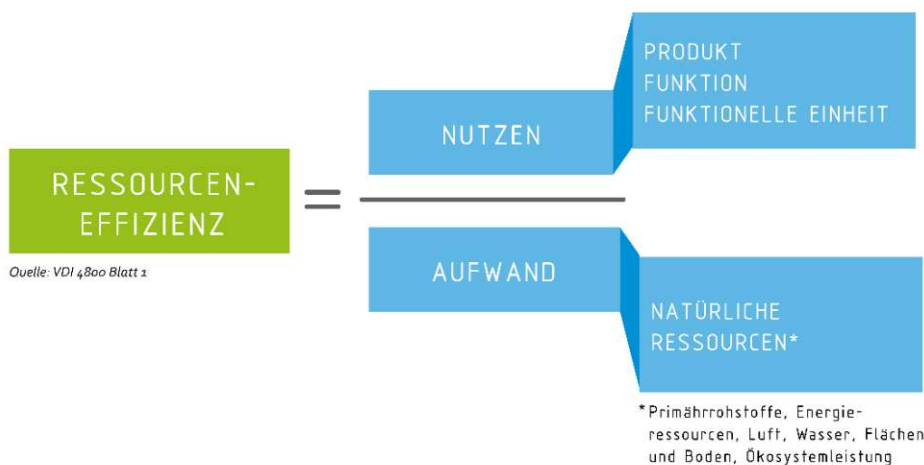 RESSOURCEN-
EFFIZIENZ
=
Quelle: VDI 4800 Blatt 1
NUTZEN
PRODUKT
FUNKTION
FUNKTIONELLE EINHEIT
AUFWAND
NATÜRLICHE
RESSOURCEN*
*Primährrohstoffe, Energie-
ressourcen, Luft, Wasser, Flächen
und Boden, Ökosystemleistung